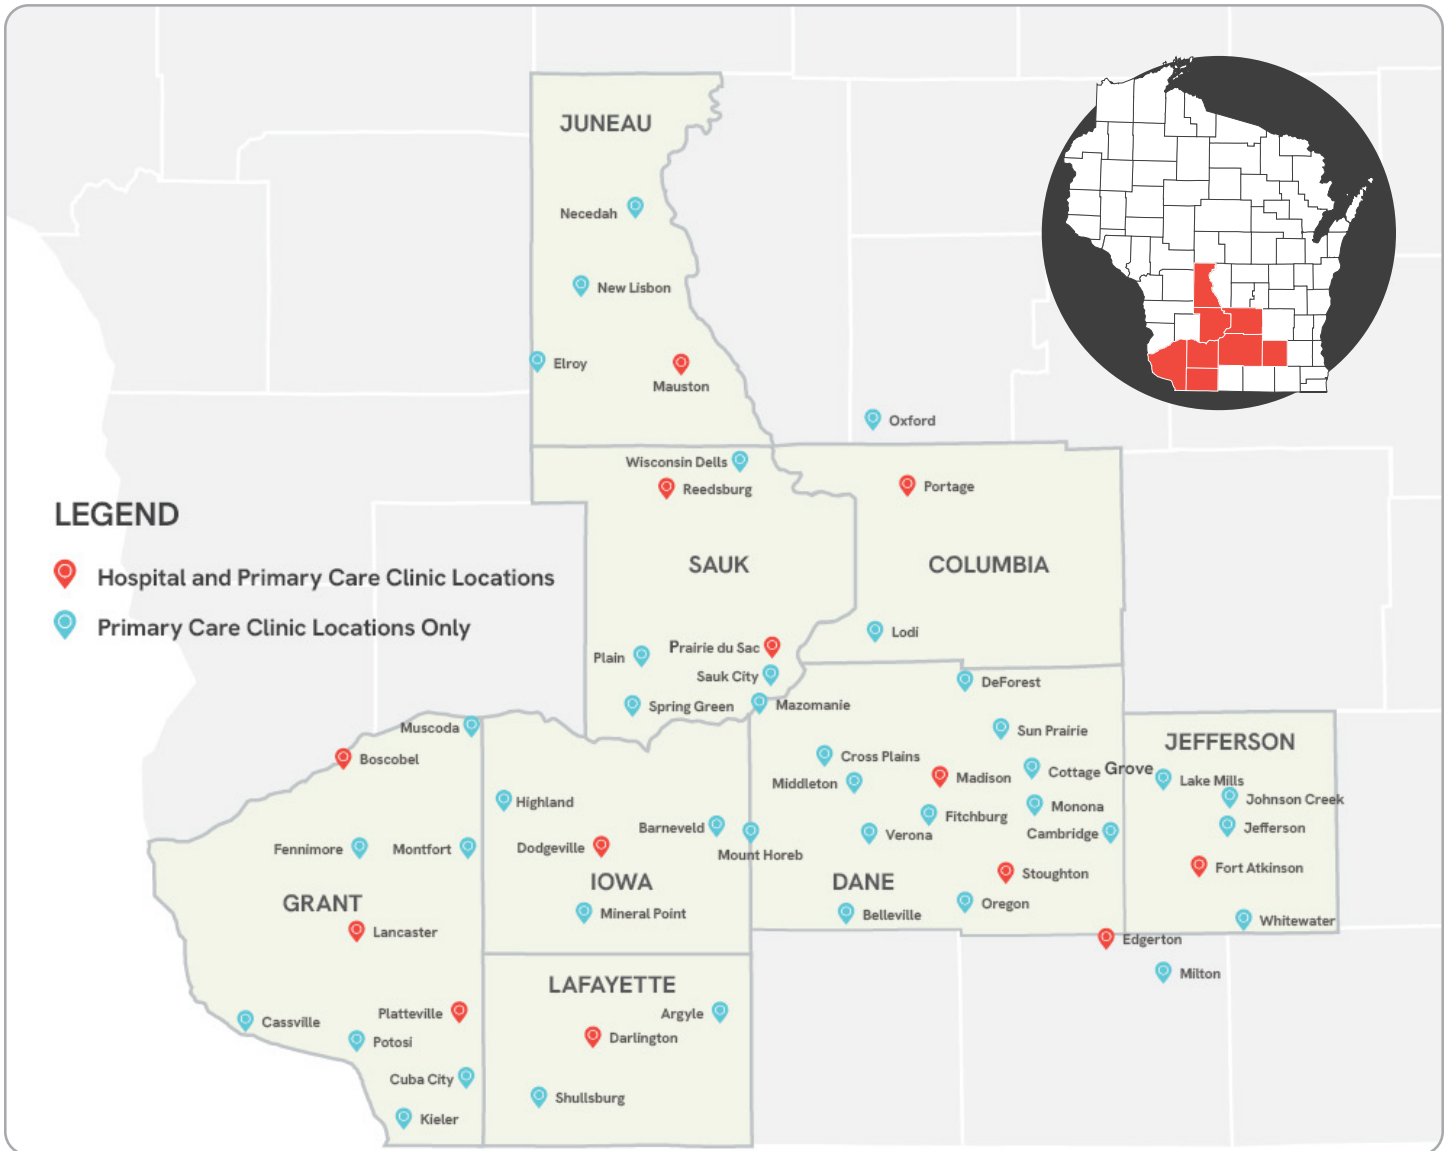 JUNEAU
Necedah
New Lisbon
Elroy
Mauston
Oxford
Wisconsin Dells
Reedsburg
Portage
LEGEND
Hospital and Primary Care Clinic Locations
Primary Care Clinic Locations Only
SAUK
COLUMBIA
Lodi
Plain
Prairie du Sac
Sauk City
Spring Green
Mazomanie
DeForest
Muscoda
Boscobel
Sun Prairie
JEFFERSON
Cross Plains
Middleton
Madison
Cottage Grove
Lake Mills
Johnson Creek
Highland
Barneveld
Mount Horeb
Fitchburg
Monona
Verona
Cambridge
Jefferson
Fennimore
Montfort
Dodgeville
IOWA
DANE
Stoughton
Fort Atkinson
GRANT
Mineral Point
Belleville
Oregon
Whitewater
Lancaster
Edgerton
Milton
LAFAYETTE
Platteville
Argyle
Cassville
Potosi
Darlington
Cuba City
Shullsburg
Kieler